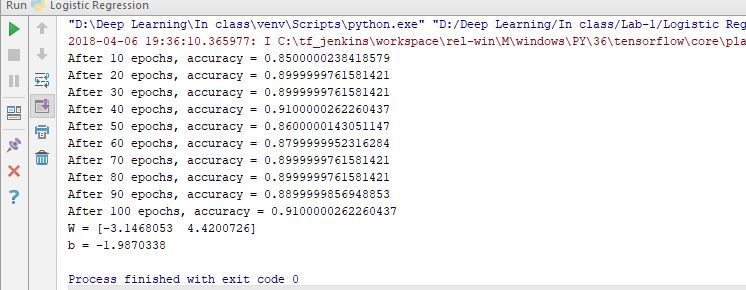 Run Logistic Regression
"D:\Deep Learning\In class\venv\Scripts\python.exe" "D:/Deep Learning/In class/Lab-1/Logistic Reg
2018-04-06 19:36:10.365977: I C:\tf_jenkins\workspace\rel-win\M\windows\PY\36\tensorflow\core\pla
After 10 epochs, accuracy = 0.8500000238418579
After 20 epochs, accuracy = 0.8999999761581421
After 30 epochs, accuracy = 0.8999999761581421
After 40 epochs, accuracy = 0.9100000262260437
After 50 epochs, accuracy = 0.8600000143051147
After 60 epochs, accuracy = 0.8799999952316284
After 70 epochs, accuracy = 0.8999999761581421
After 80 epochs, accuracy = 0.8999999761581421
After 90 epochs, accuracy = 0.8899999856948853
After 100 epochs, accuracy = 0.9100000262260437
W = [-3.1468053  4.4200726]
b = -1.9870338
Process finished with exit code 0